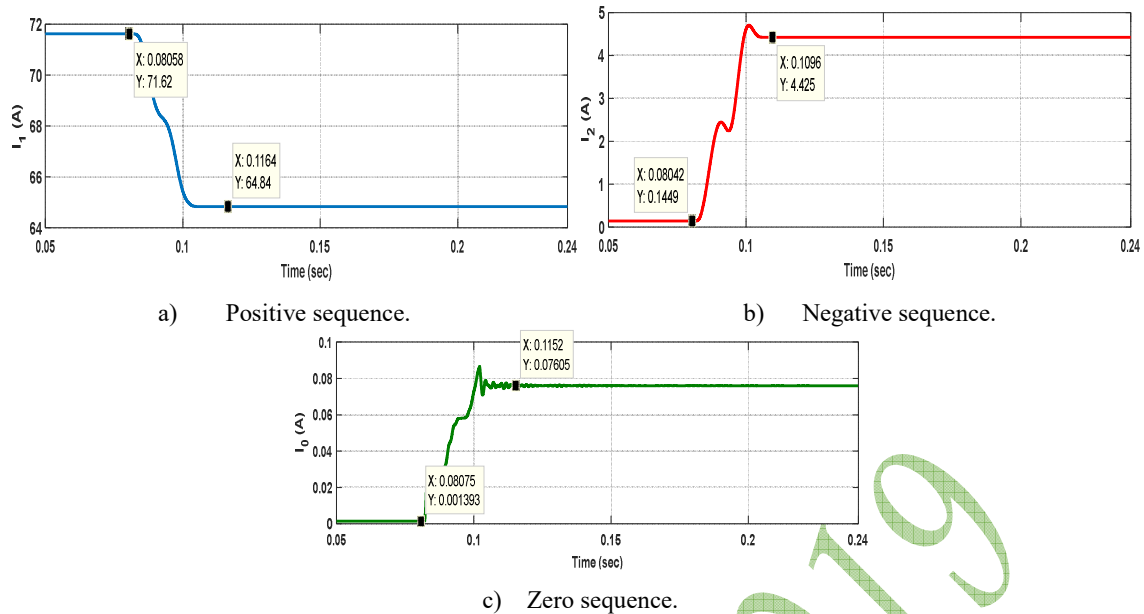 72
70
68
66
64
I_1 (A)
X: 0.08058
Y: 71.62
X: 0.1164
Y: 64.84
0.05 0.1 0.15 0.2 0.24
Time (sec)
a) Positive sequence.
5
4
3
2
1
0
I_2 (A)
X: 0.1096
Y: 4.425
X: 0.08042
Y: 0.1449
0.05 0.1 0.15 0.2 0.24
Time (sec)
b) Negative sequence.
0.1
0.08
0.06
0.04
0.02
0
I_0 (A)
X: 0.1152
Y: 0.07605
X: 0.08075
Y: 0.001393
0.05 0.1 0.15 0.2 0.24
Time (sec)
c) Zero sequence.
19